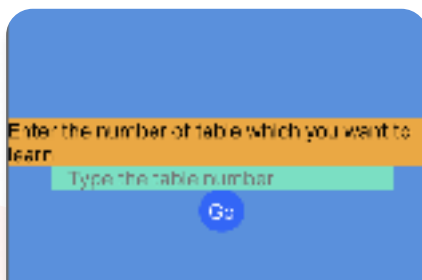 Enter the number of table which you want to
learn
Type the table number
Go